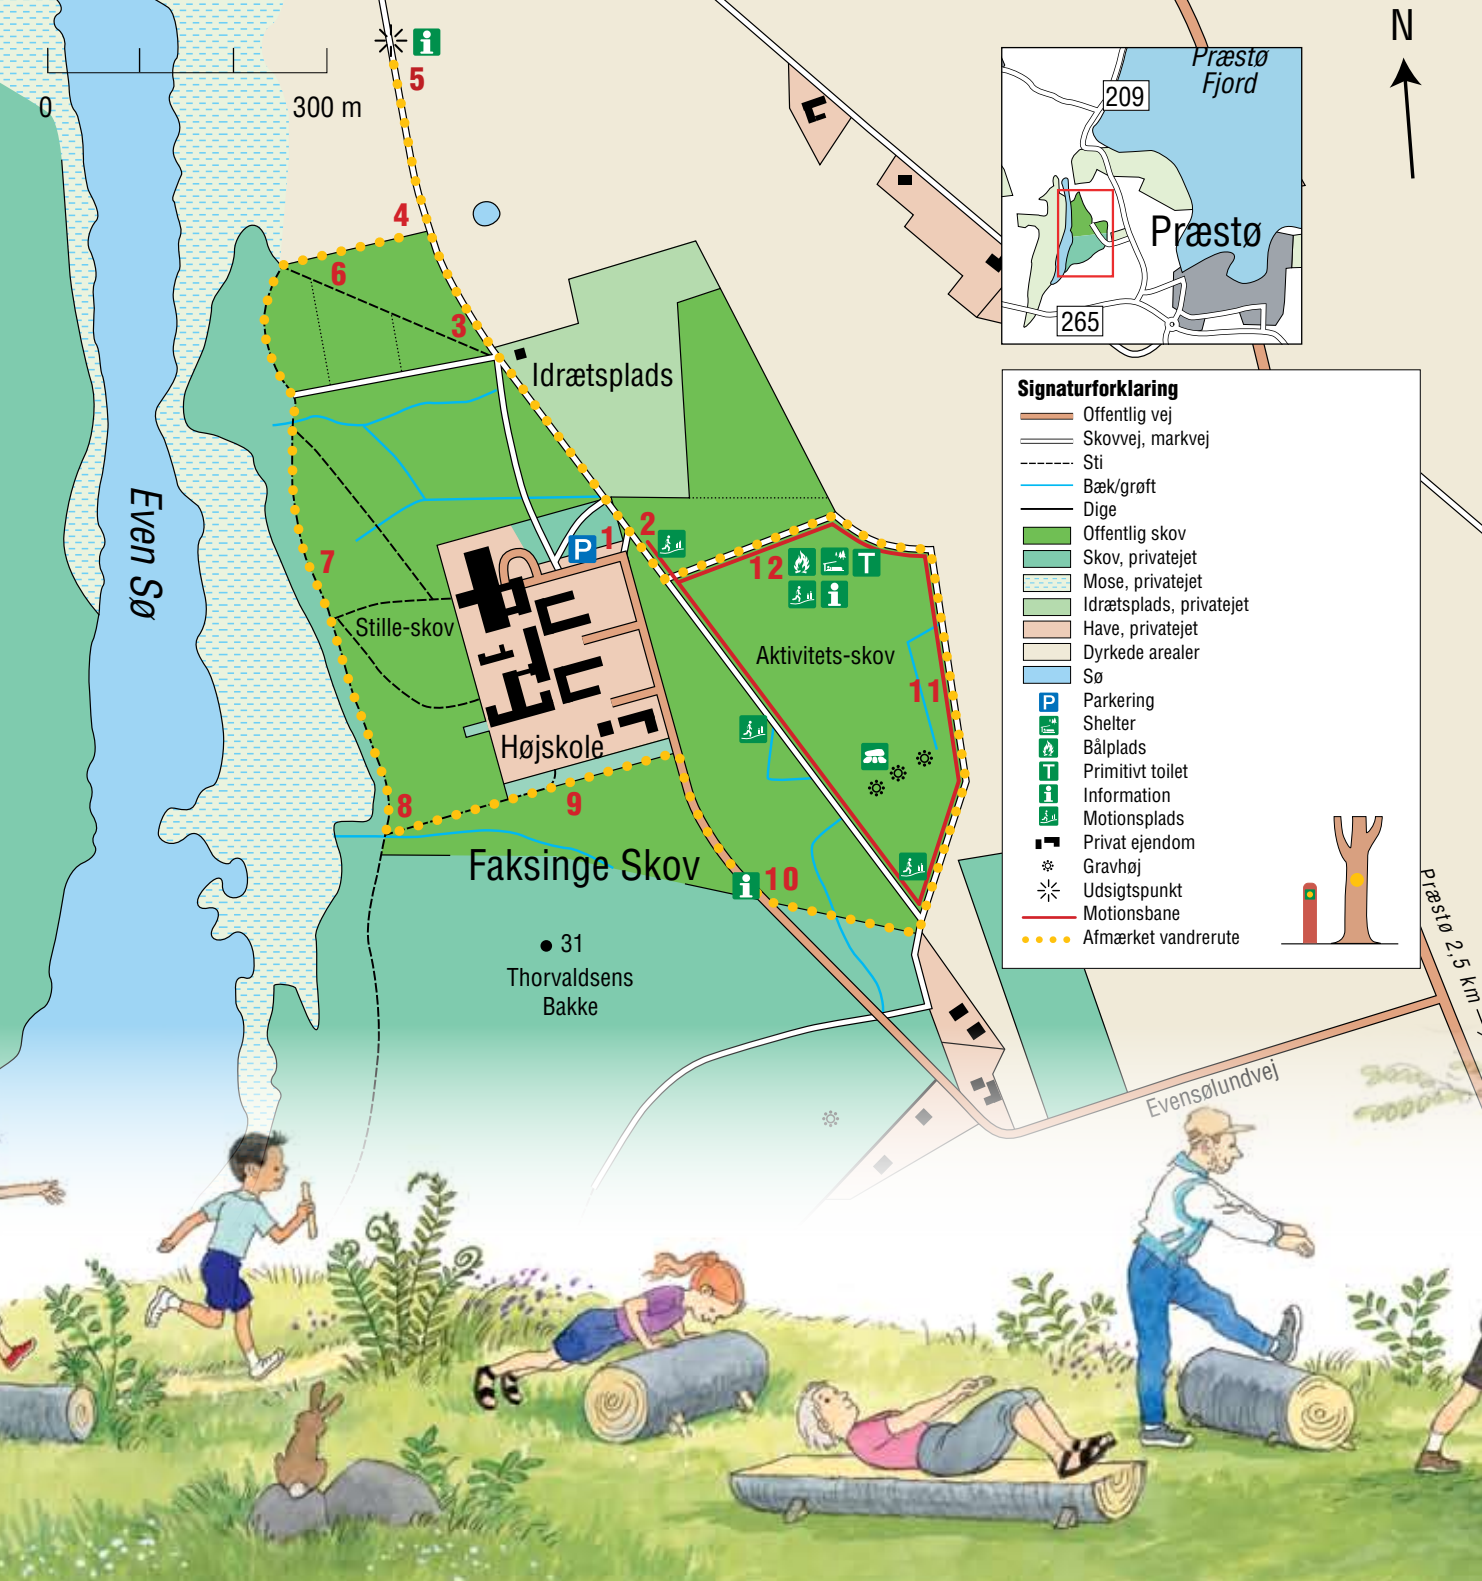 N
5
0
300 m
4
6
3
Idrætsplads
Even Sø
7
1
2
P
12
T
Stille-skov
Aktivitets-skov
11
Højskole
8
9
Faksinge Skov
10
31
Thorvaldsens
Bakke
Evensølundvej
Præstø
Fjord
209
Præstø
265
Signaturforklaring
Offentlig vej
Skovvej, markvej
Sti
Bæk/grøft
Dige
Offentlig skov
Skov, privatejet
Mose, privatejet
Idrætsplads, privatejet
Have, privatejet
Dyrkede arealer
Sø
P Parkering
Shelter
Bålplads
T Primitivt toilet
i Information
Motionsplads
Privat ejendom
Gravhøj
Udsigtspunkt
Motionsbane
Afmærket vandrerute
Præstø 2,5 km